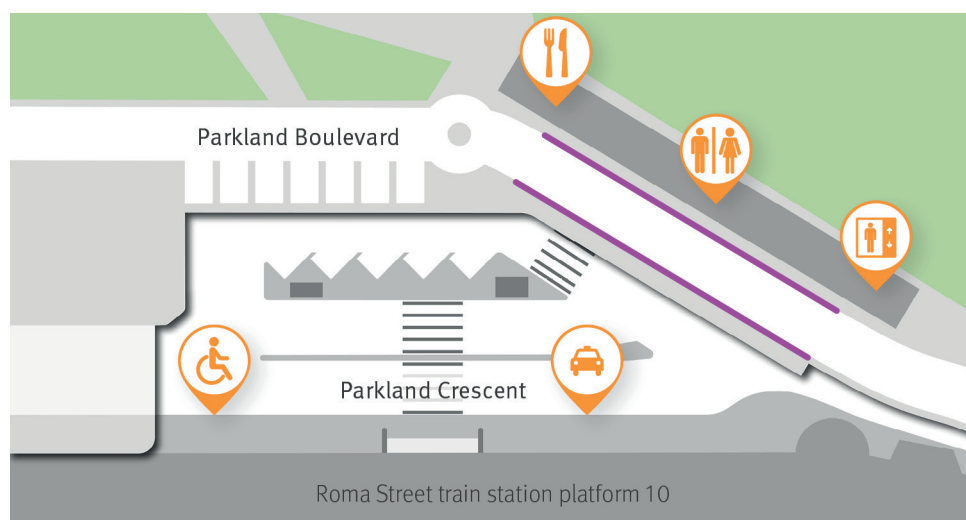 Parkland Boulevard
Parkland Crescent
Roma Street train station platform 10